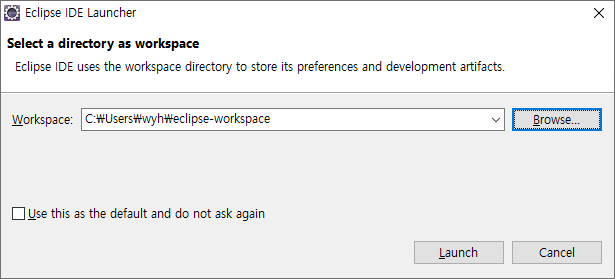 Eclipse IDE Launcher
Select a directory as workspace
Eclipse IDE uses the workspace directory to store its preferences and development artifacts.
Workspace: C:₩Users₩wyh₩eclipse-workspace Browse...
Use this as the default and do not ask again
Launch Cancel